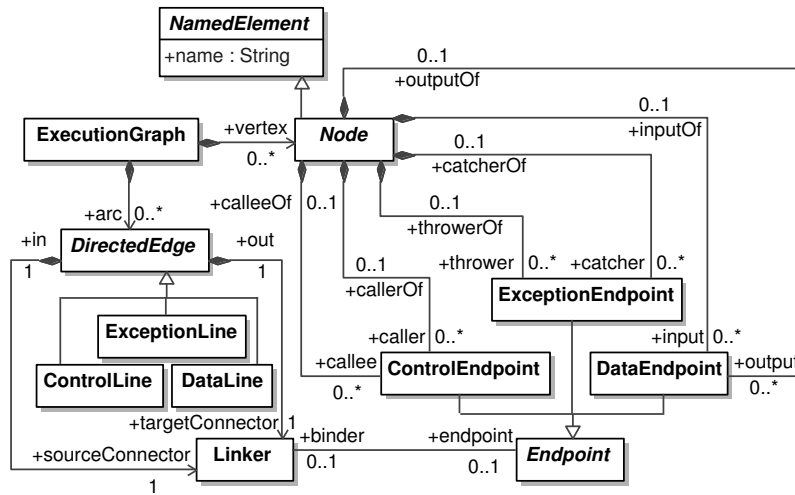 NamedElement
+name : String
0..1
+outputOf
ExecutionGraph
+vertex
0..*
Node
0..1
+inputOf
0..1
+catcherOf
+calleeOf
0..1
0..1
+throwerOf
+arc
0..*
+in
1
DirectedEdge
+out
1
0..1
+callerOf
+thrower
0..*
+catcher
0..*
ExceptionEndpoint
ExceptionLine
ControlLine
DataLine
+caller
0..*
+input
0..*
+callee
0..*
ControlEndpoint
DataEndpoint
+output
0..*
+targetConnector
1
+sourceConnector
1
Linker
+binder
0..1
+endpoint
0..1
Endpoint